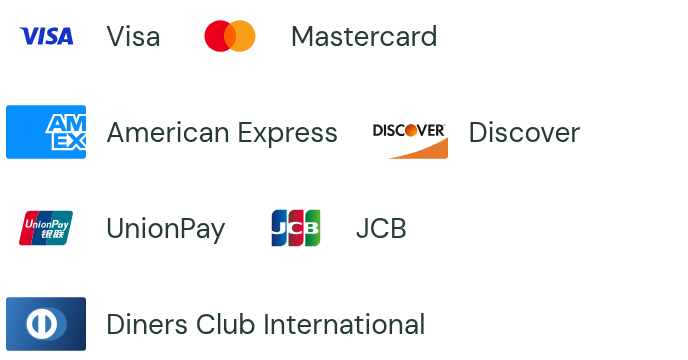 VISA Visa Mastercard
AM EX American Express DISCOVER Discover
UnionPay 银联 UnionPay JCB JCB
Diners Club International